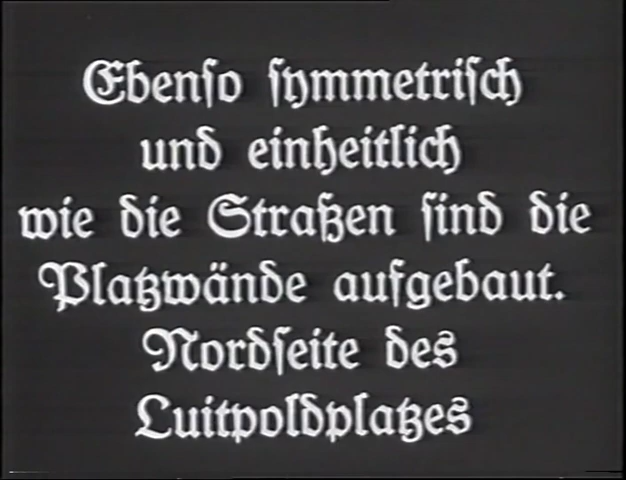 Ebenſo ſymmetriſch
und einheitlich
wie die Straßen ſind die
Platzwände aufgebaut.
Nordſeite des
Luitpoldplatzes